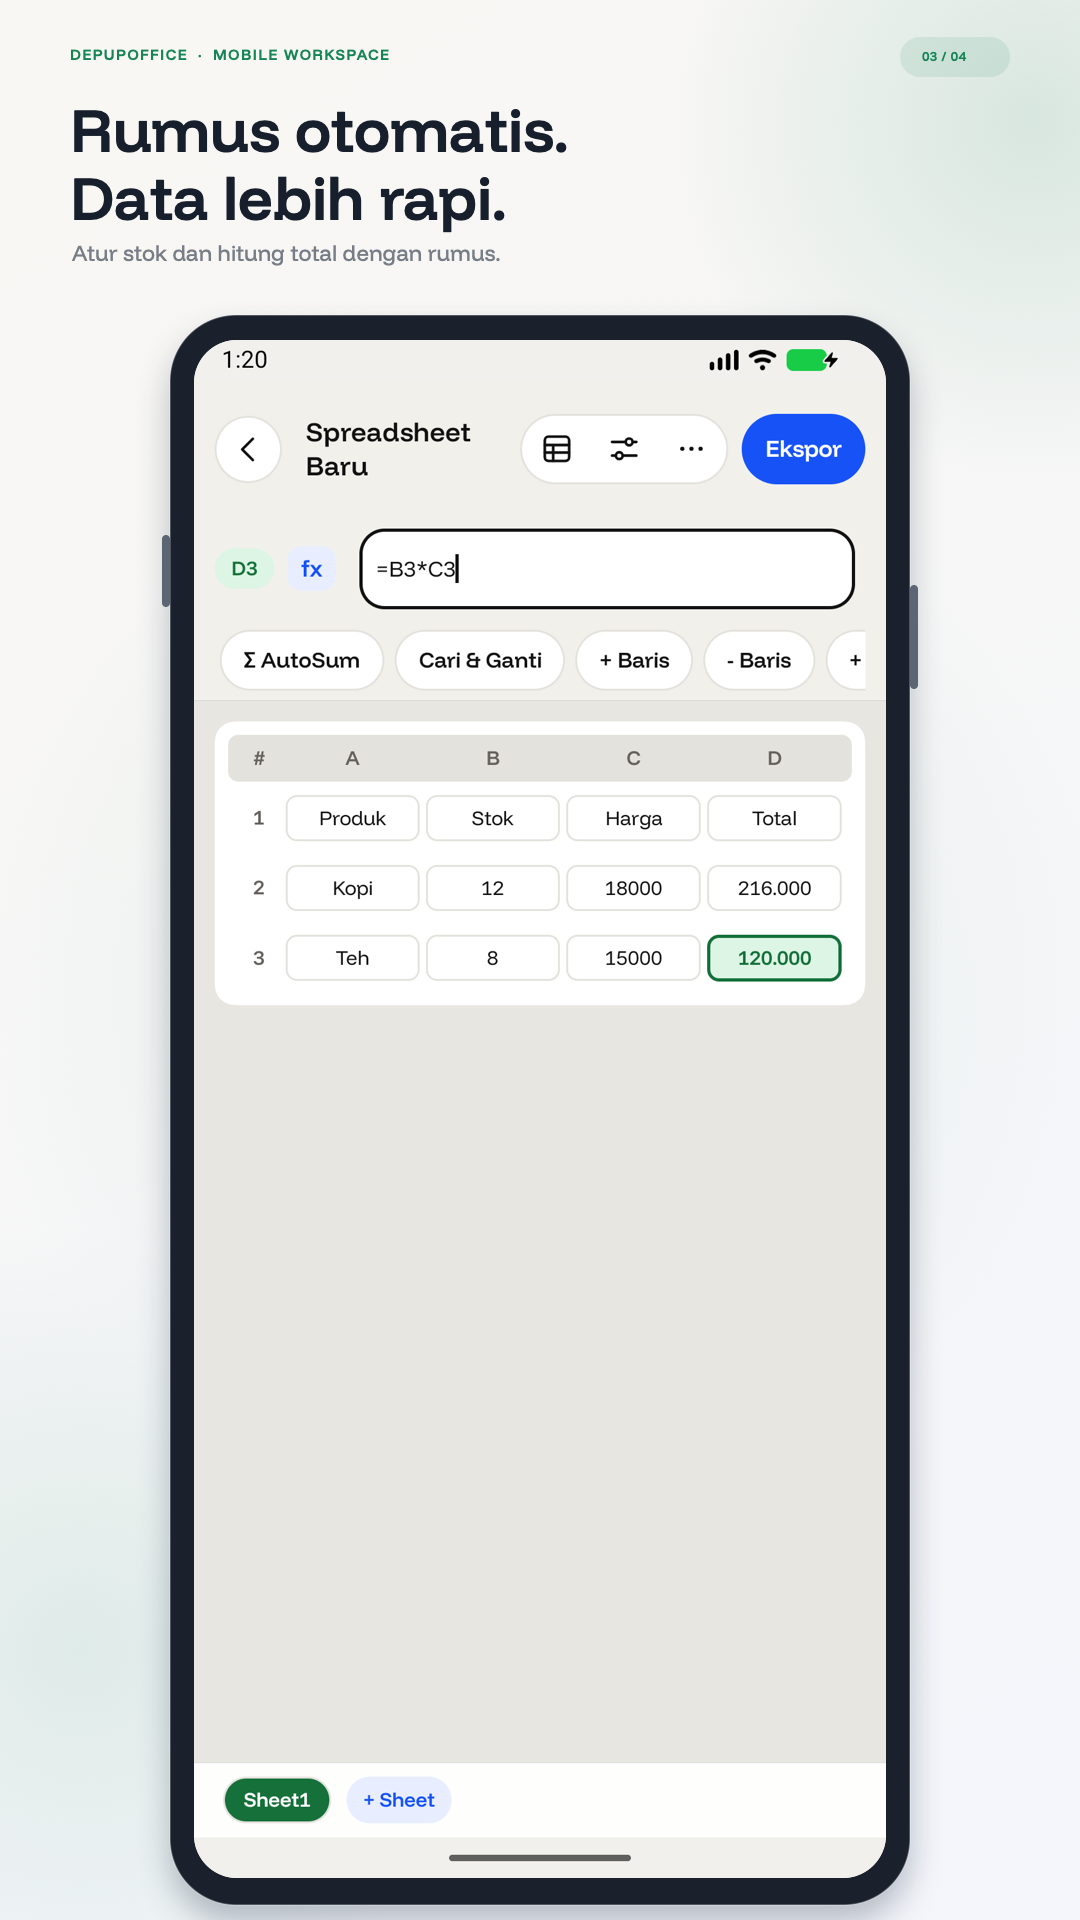 DEPUPOFFICE · MOBILE WORKSPACE
03 / 04
Rumus otomatis.
Data lebih rapi.
Atur stok dan hitung total dengan rumus.
1:20
Spreadsheet
Baru
Ekspor
D3 fx =B3*C3
Σ AutoSum Cari & Ganti + Baris - Baris +
# A B C D
1 Produk Stok Harga Total
2 Kopi 12 18000 216.000
3 Teh 8 15000 120.000
Sheet1 + Sheet